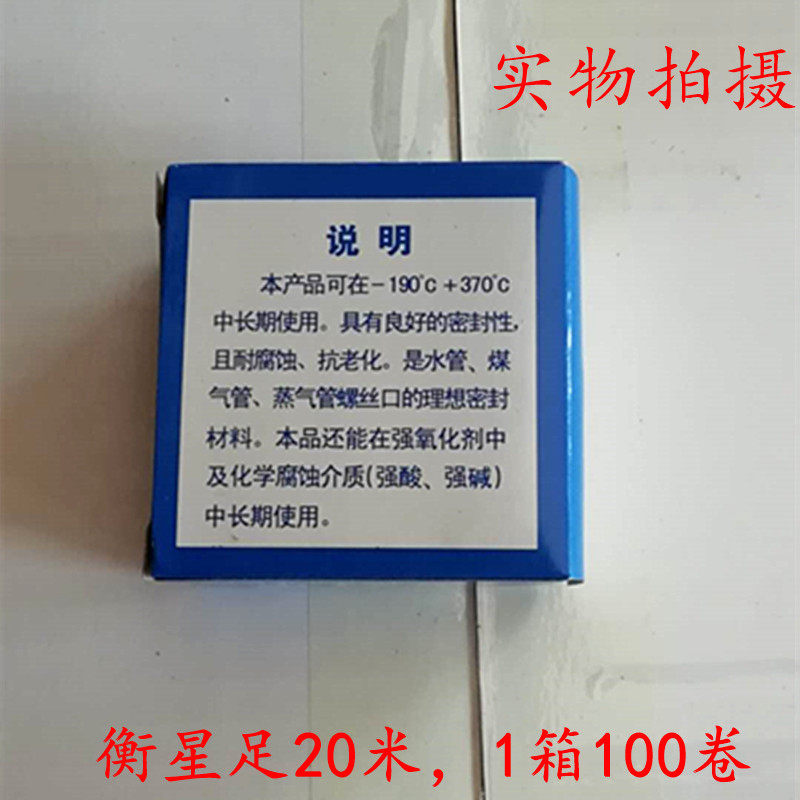 实物拍摄
说明
本产品可在-190℃+370℃
中长期使用。具有良好的密封性,
且耐腐蚀、抗老化。是水管、煤
气管、蒸气管螺丝口的理想密封
材料。本品还能在强氧化剂中
及化学腐蚀介质(强酸、强碱)
中长期使用。
衡星足20米，1箱100卷